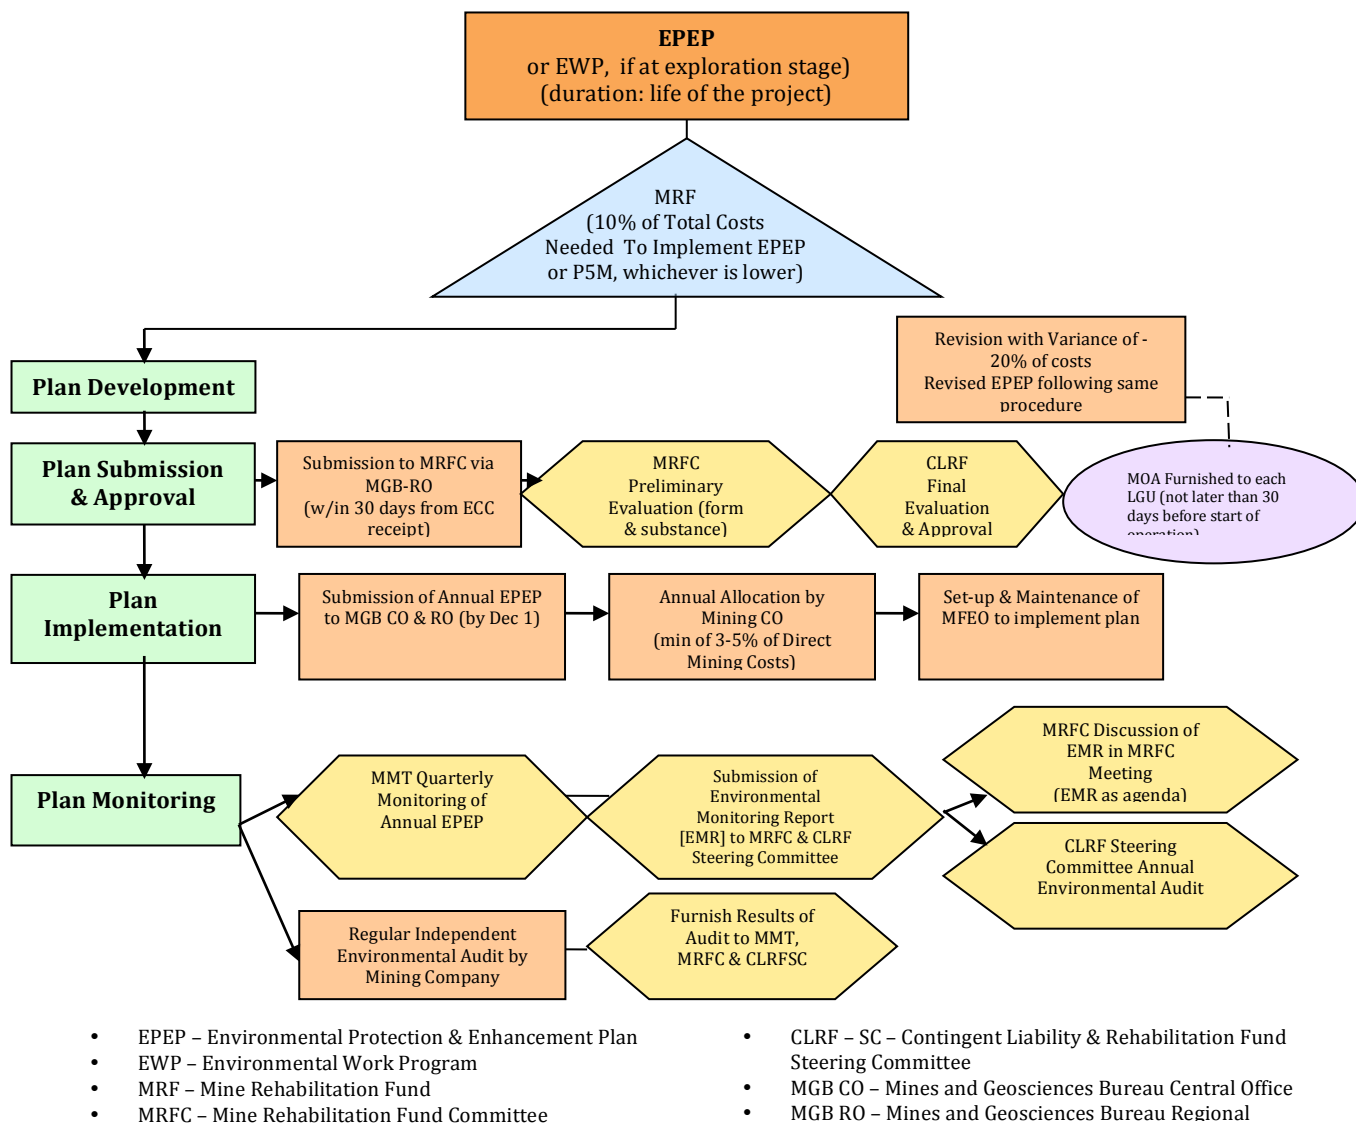 EPEP
or EWP, if at exploration stage)
(duration: life of the project)
MRF
(10% of Total Costs
Needed To Implement EPEP
or P5M, whichever is lower)
Revision with Variance of -
20% of costs
Revised EPEP following same
procedure
Plan Development
Plan Submission
& Approval
Submission to MRFC via
MGB-RO
(w/in 30 days from ECC
receipt)
MRFC
Preliminary
Evaluation (form
& substance)
CLRF
Final
Evaluation
& Approval
MOA Furnished to each
LGU (not later than 30
days before start of
operation)
Plan
Implementation
Submission of Annual EPEP
to MGB CO & RO (by Dec 1)
Annual Allocation by
Mining CO
(min of 3-5% of Direct
Mining Costs)
Set-up & Maintenance of
MFEO to implement plan
Plan Monitoring
MMT Quarterly
Monitoring of
Annual EPEP
Submission of
Environmental
Monitoring Report
[EMR] to MRFC & CLRF
Steering Committee
MRFC Discussion of
EMR in MRFC
Meeting
(EMR as agenda)
CLRF Steering
Committee Annual
Environmental Audit
Regular Independent
Environmental Audit by
Mining Company
Furnish Results of
Audit to MMT,
MRFC & CLRFSC
• EPEP – Environmental Protection & Enhancement Plan
• EWP – Environmental Work Program
• MRF – Mine Rehabilitation Fund
• MRFC – Mine Rehabilitation Fund Committee
• CLRF – SC – Contingent Liability & Rehabilitation Fund
Steering Committee
• MGB CO – Mines and Geosciences Bureau Central Office
• MGB RO – Mines and Geosciences Bureau Regional